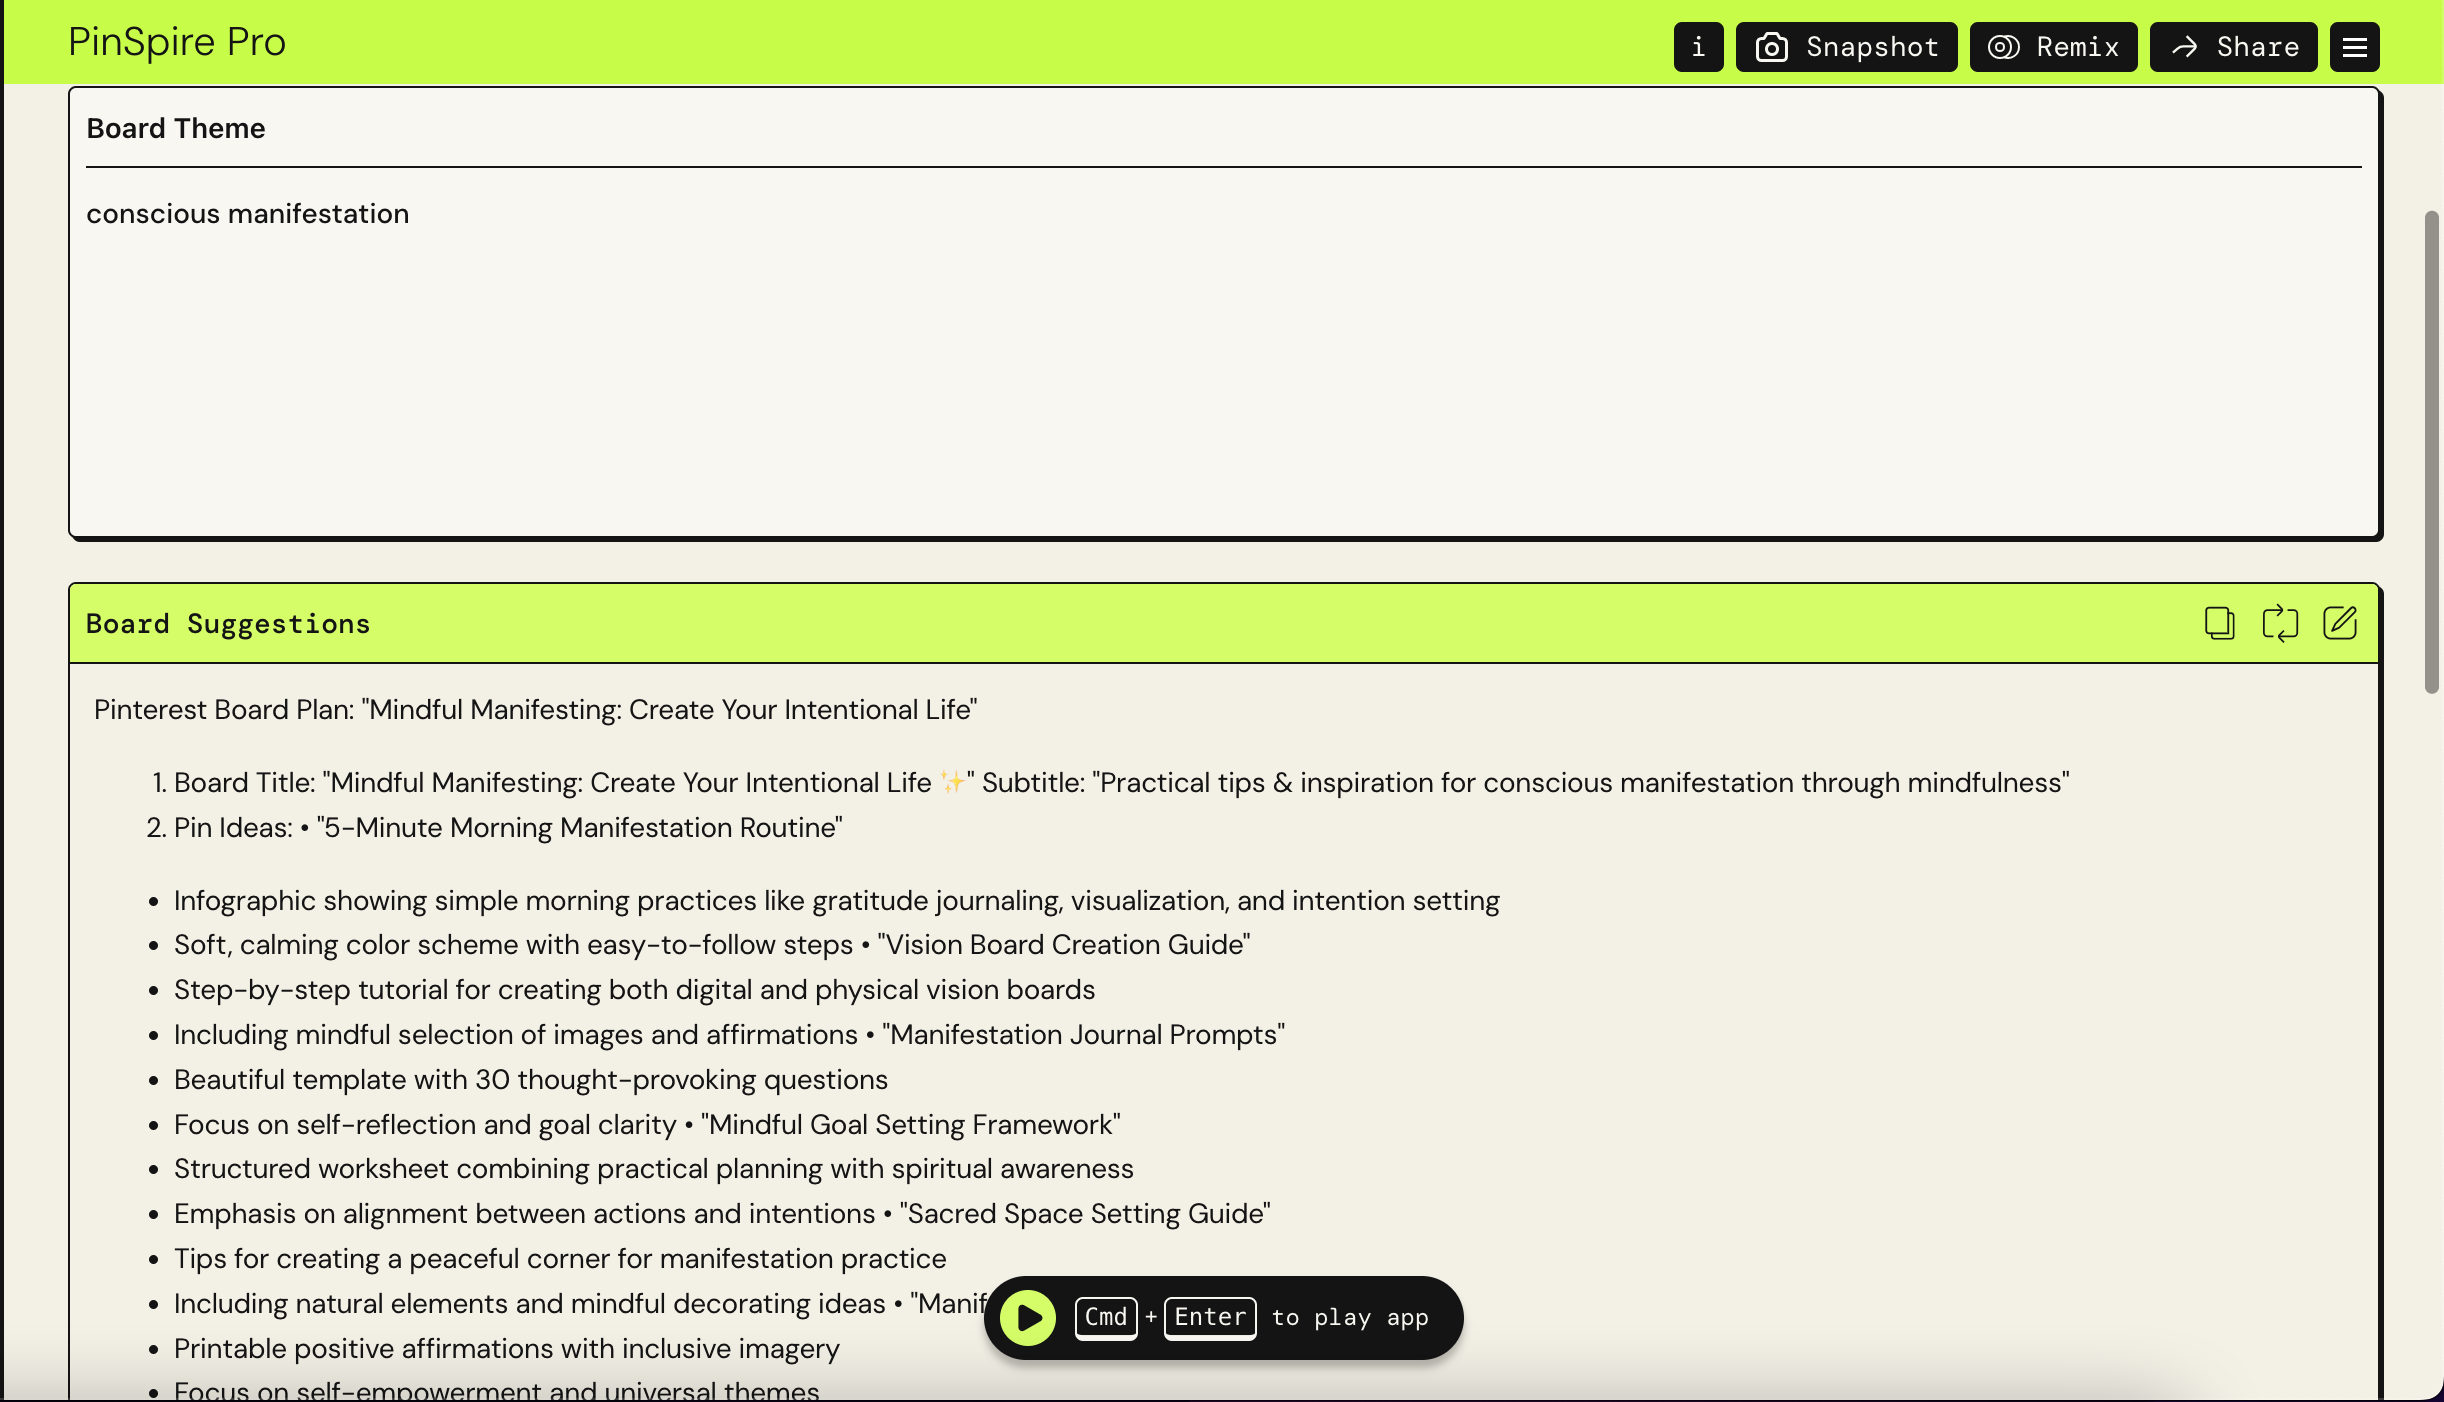 PinSpire Pro
i
Snapshot
Remix
Share
Board Theme
conscious manifestation
Board Suggestions
Pinterest Board Plan: "Mindful Manifesting: Create Your Intentional Life"
1. Board Title: "Mindful Manifesting: Create Your Intentional Life ✨" Subtitle: "Practical tips & inspiration for conscious manifestation through mindfulness"
2. Pin Ideas: • "5-Minute Morning Manifestation Routine"
• Infographic showing simple morning practices like gratitude journaling, visualization, and intention setting
• Soft, calming color scheme with easy-to-follow steps • "Vision Board Creation Guide"
• Step-by-step tutorial for creating both digital and physical vision boards
• Including mindful selection of images and affirmations • "Manifestation Journal Prompts"
• Beautiful template with 30 thought-provoking questions
• Focus on self-reflection and goal clarity • "Mindful Goal Setting Framework"
• Structured worksheet combining practical planning with spiritual awareness
• Emphasis on alignment between actions and intentions • "Sacred Space Setting Guide"
• Tips for creating a peaceful corner for manifestation practice
• Including natural elements and mindful decorating ideas • "Manif
Cmd + Enter to play app
• Printable positive affirmations with inclusive imagery
• Focus on self-empowerment and universal themes